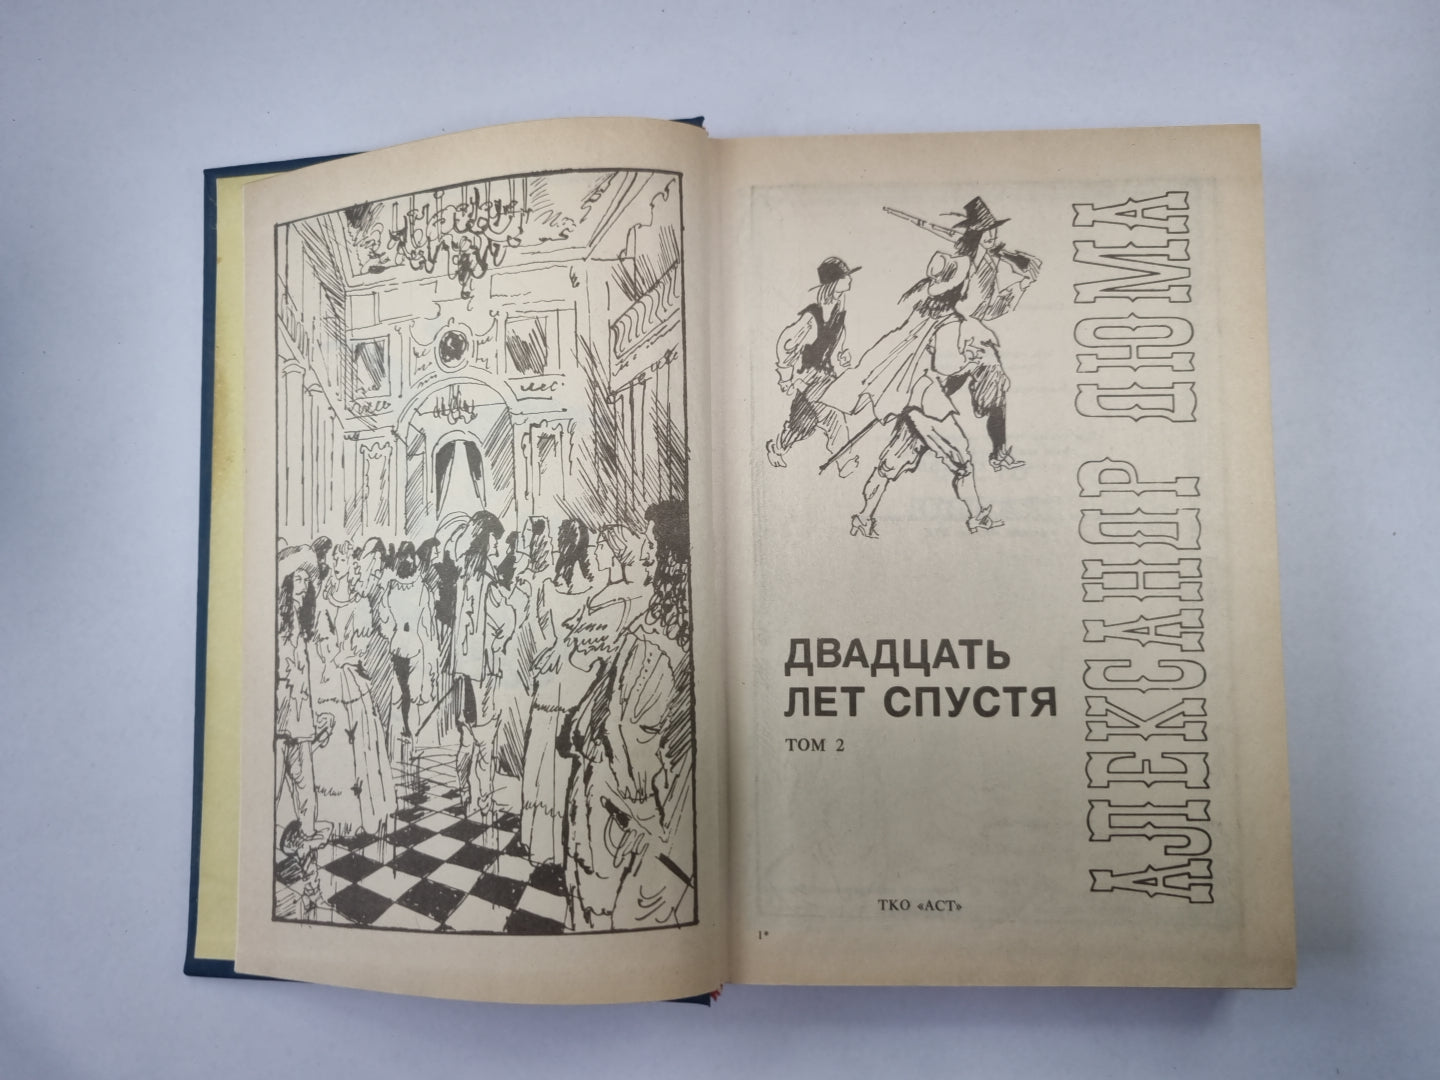 АЛЕКСАНДР ДЮМА
ДВАДЦАТЬ
ЛЕТ СПУСТЯ
ТОМ 2
ТКО «АСТ»
1*